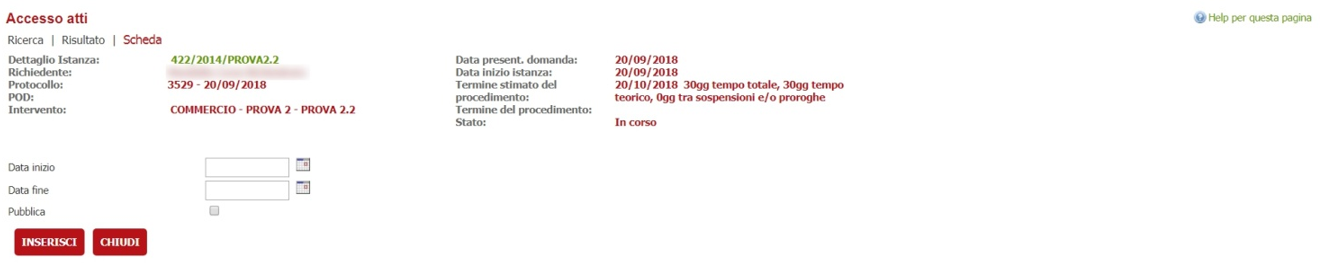 Accesso atti
Help per questa pagina
Ricerca | Risultato | Scheda
Dettaglio Istanza: 422/2014/PROVA2.2
Richiedente:
Protocollo: 3529 - 20/09/2018
POD:
Intervento: COMMERCIO - PROVA 2 - PROVA 2.2
Data present. domanda: 20/09/2018
Data inizio istanza: 20/09/2018
Termine stimato del procedimento: 20/10/2018 30gg tempo totale, 30gg tempo
teorico, 0gg tra sospensioni e/o proroghe
Termine del procedimento:
Stato: In corso
Data inizio
Data fine
Pubblica
INSERISCI CHIUDI